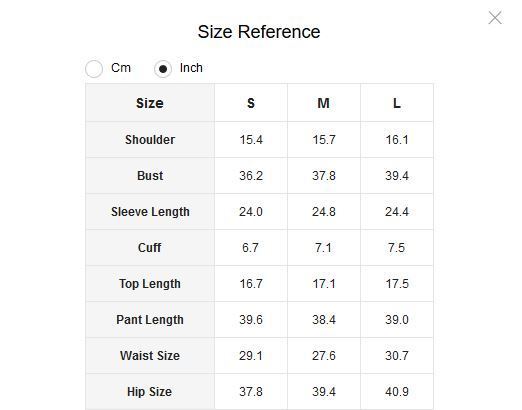 Size Reference
Cm Inch
Size S M L
Shoulder 15.4 15.7 16.1
Bust 36.2 37.8 39.4
Sleeve Length 24.0 24.8 24.4
Cuff 6.7 7.1 7.5
Top Length 16.7 17.1 17.5
Pant Length 39.6 38.4 39.0
Waist Size 29.1 27.6 30.7
Hip Size 37.8 39.4 40.9